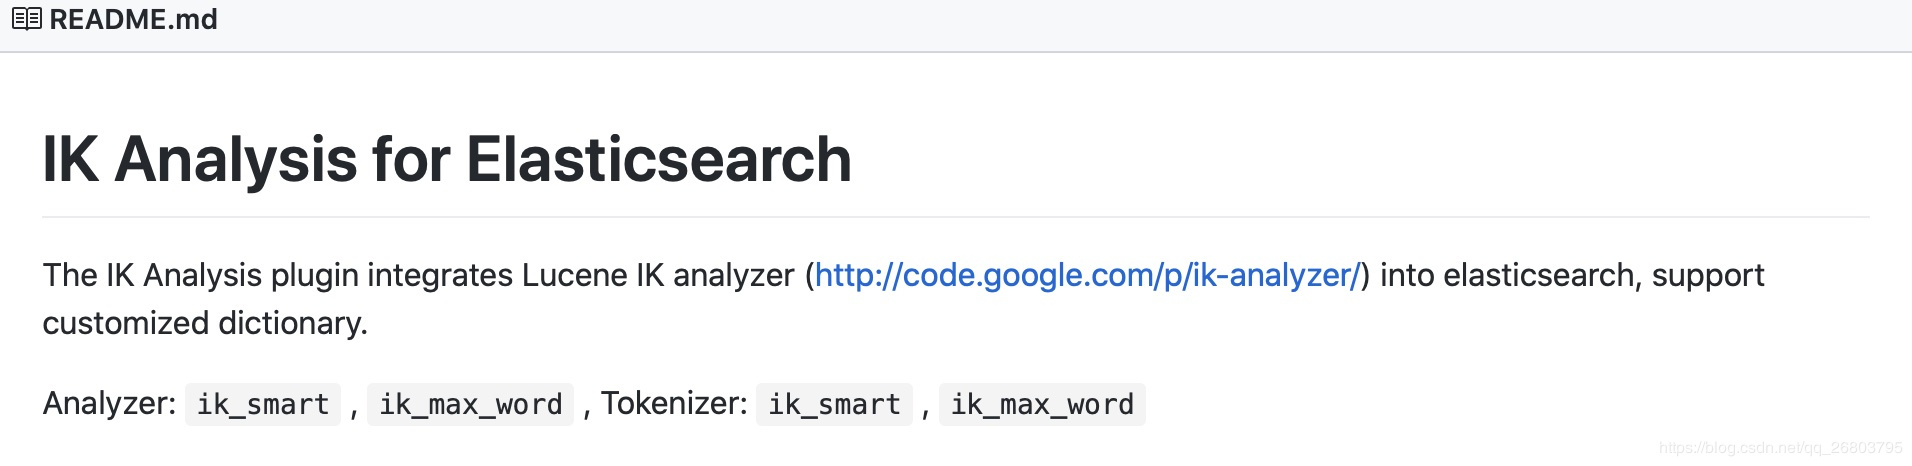 README.md
IK Analysis for Elasticsearch
The IK Analysis plugin integrates Lucene IK analyzer (http://code.google.com/p/ik-analyzer/) into elasticsearch, support
customized dictionary.
Analyzer: ik_smart , ik_max_word , Tokenizer: ik_smart , ik_max_word
https://blog.csdn.net/qq_26803795